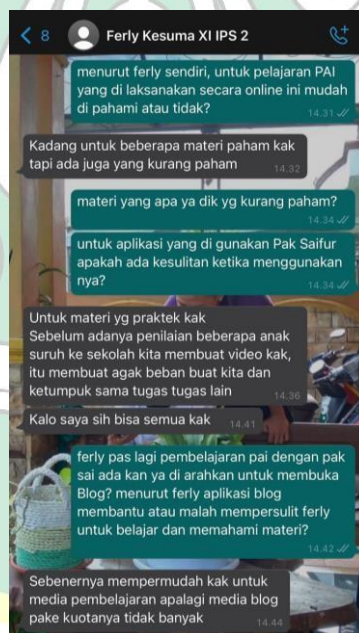 8 Ferly Kesuma XI IPS 2
menurut ferly sendiri, untuk pelajaran PAI
yang di laksanakan secara online ini mudah
di pahami atau tidak?
14.31
Kadang untuk beberapa materi paham kak
tapi ada juga yang kurang paham
14.32
materi yang apa ya dik yg kurang paham?
14.34
untuk aplikasi yang di gunakan Pak Saifur
apakah ada kesulitan ketika menggunakan
nya?
14.34
Untuk materi yg praktek kak
Sebelum adanya penilaian beberapa anak
suruh ke sekolah kita membuat video kak,
itu membuat agak beban buat kita dan
ketumpuk sama tugas tugas lain
14.36
Kalo saya sih bisa semua kak
14.41
ferly pas lagi pembelajaran pai dengan pak
sai ada kan ya di arahkan untuk membuka
Blog? menurut ferly aplikasi blog
membantu atau malah mempersulit ferly
untuk belajar dan memahami materi?
14.42
Sebenernya mempermudah kak untuk
media pembelajaran apalagi media blog
pake kuotanya tidak banyak
14.44